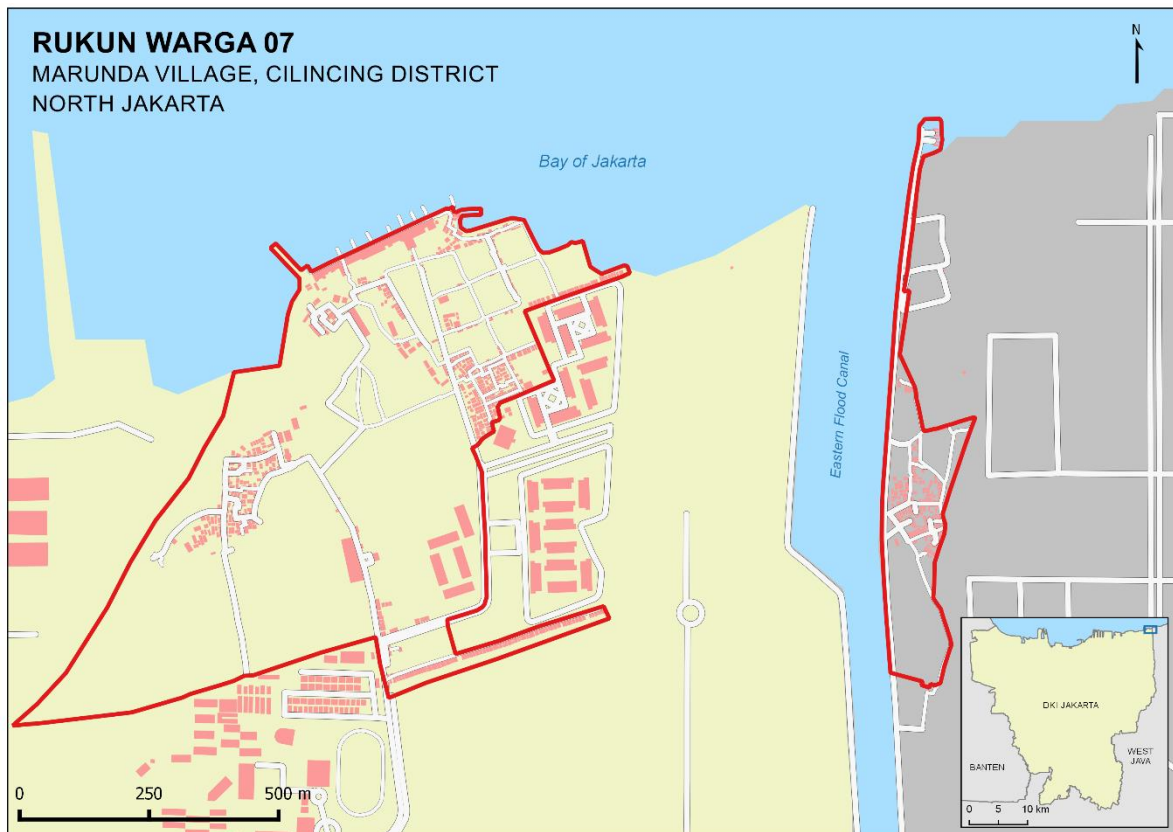 RUKUN WARGA 07
MARUNDA VILLAGE, CILINCING DISTRICT
NORTH JAKARTA
N
Bay of Jakarta
Eastern Flood Canal
DKI JAKARTA
BANTEN
WEST
JAVA
0 5 10 km
0 250 500 m